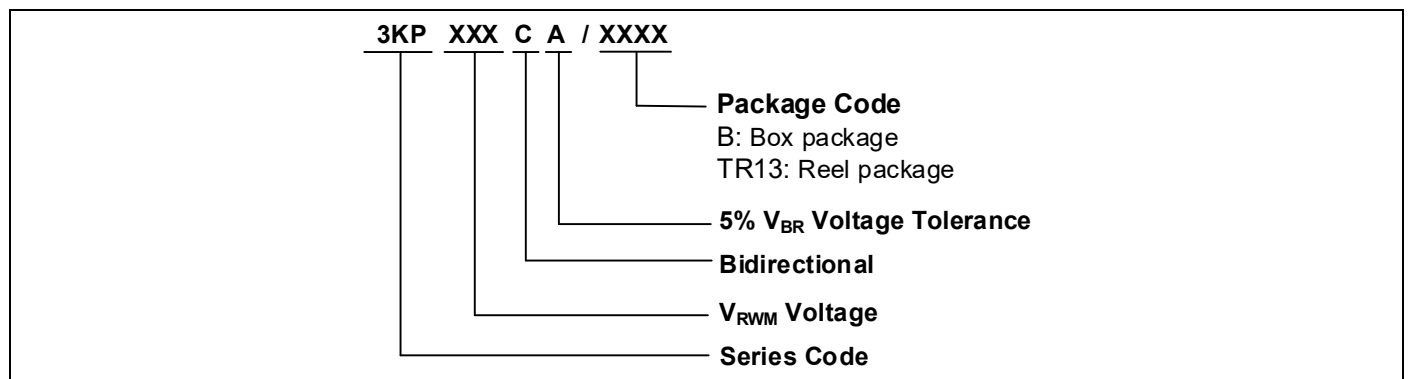 3KP XXX C A / XXXX
Package Code
B: Box package
TR13: Reel package
5% VBR Voltage Tolerance
Bidirectional
VRWM Voltage
Series Code